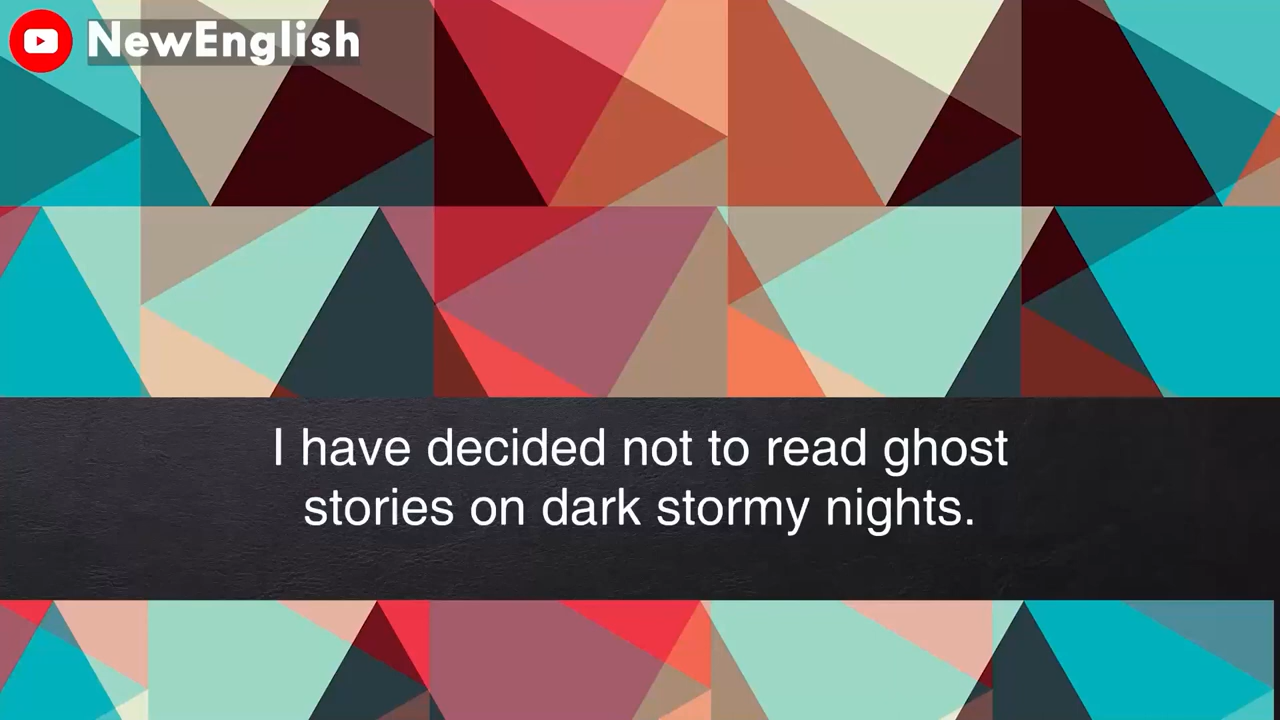 NewEnglish
I have decided not to read ghost
stories on dark stormy nights.